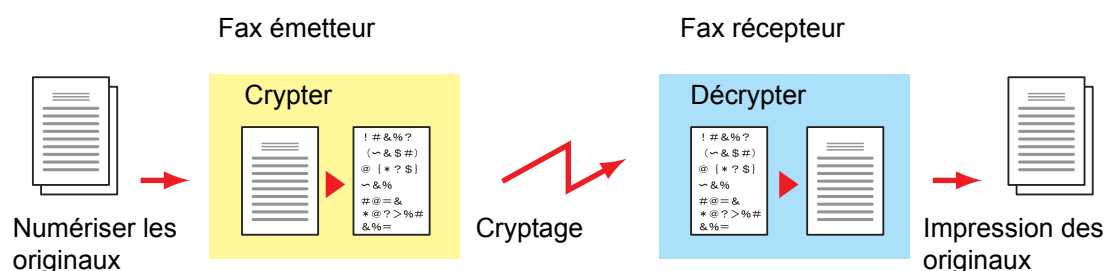 Fax émetteur
Fax récepteur
Crypter
Décrypter
!#&%?
(∽&$#)
@{*?$}
∽&%
#@=&
*@?>%#
&%=
!#&%?
(∽&$#)
@{*?$}
∽&%
#@=&
*@?>%#
&%=
Numériser les
originaux
Cryptage
Impression des
originaux